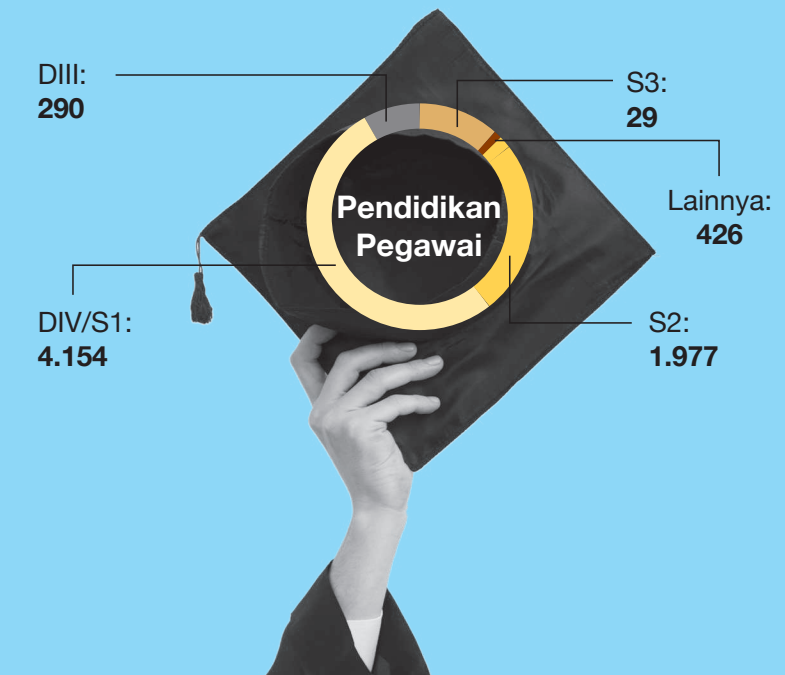 DIII:
290
S3:
29
Lainnya:
426
Pendidikan
Pegawai
DIV/S1:
4.154
S2:
1.977